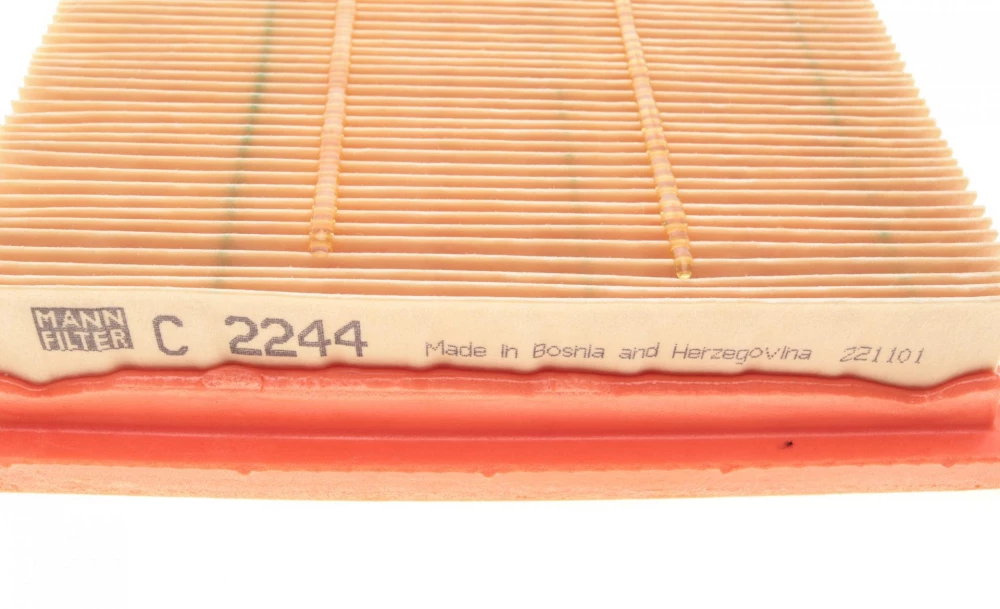 MANN
FILTER
C 2244
Made in Bosnia and Herzegovina 221101